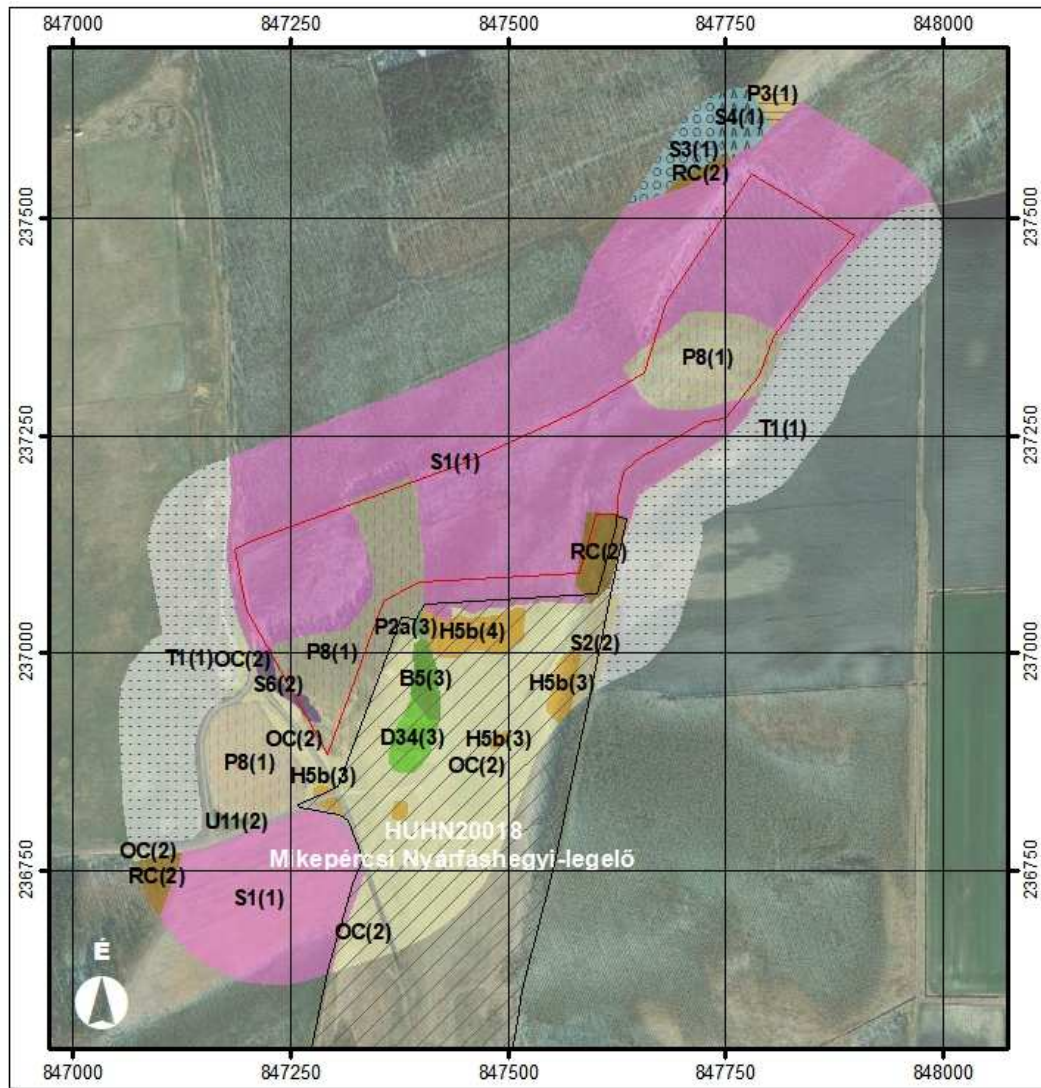 847000 847250 847500 847750 848000
P3(1)
S4(1)
S3(1)
RC(2)
237500 237500
P8(1)
T1(1)
237250 237250
S1(1)
RC(2)
P2a(3)
H5b(4)
S2(2)
P8(1)
237000 237000
T1(1) OC(2)
S6(2)
B5(3)
H5b(3)
OC(2)
D34(3)
H5b(3)
P8(1)
H5b(3)
OC(2)
U11(2)
HUHN20018
Mikepércsi Nyárfáshegyi-legelő
OC(2)
RC(2)
236750 236750
S1(1)
OC(2)
É
847000 847250 847500 847750 848000